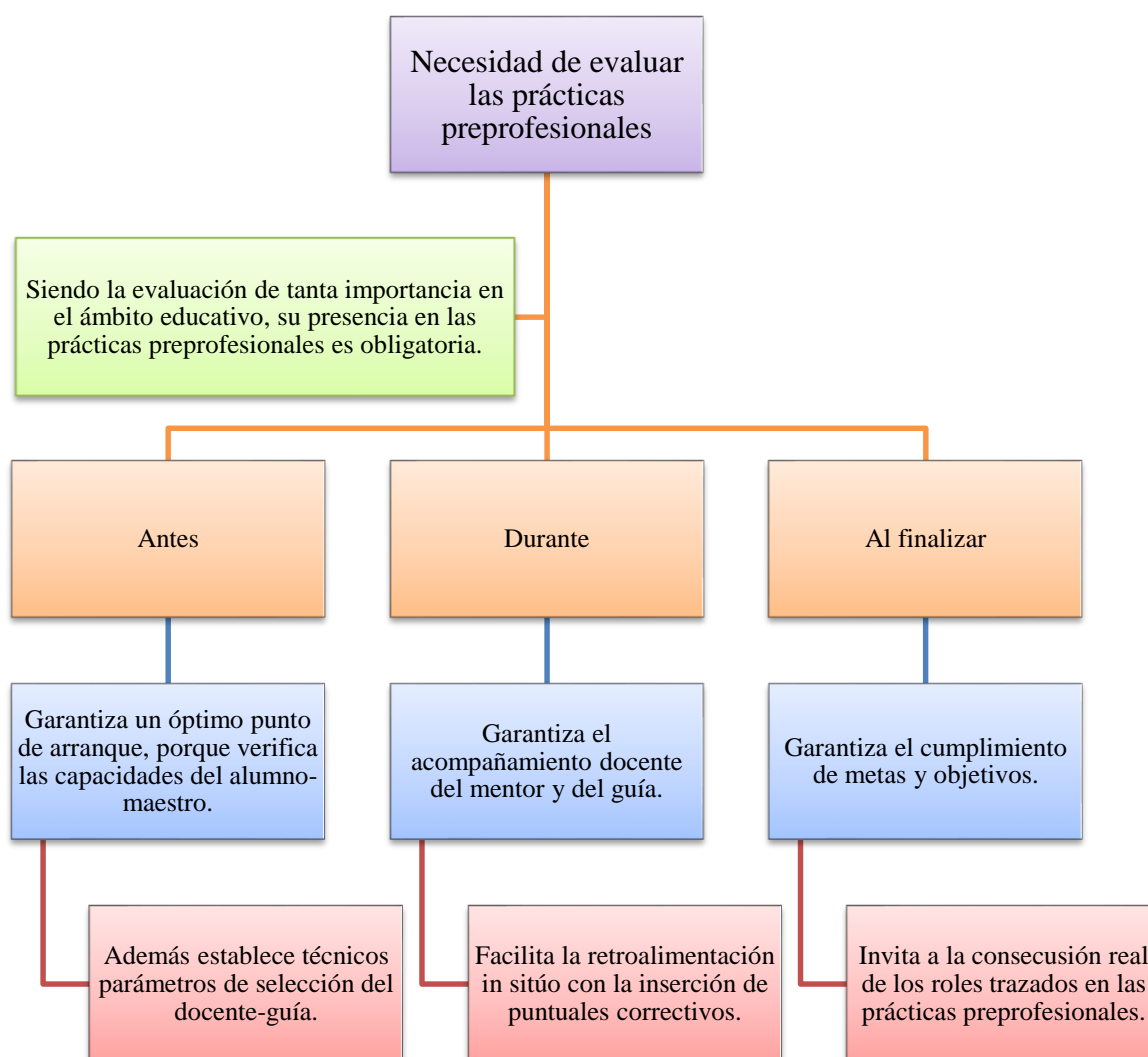 Necesidad de evaluar
las prácticas
preprofesionales
Siendo la evaluación de tanta importancia en
el ámbito educativo, su presencia en las
prácticas preprofesionales es obligatoria.
Antes
Durante
Al finalizar
Garantiza un óptimo punto
de arranque, porque verifica
las capacidades del alumno-
maestro.
Garantiza el
acompañamiento docente
del mentor y del guía.
Garantiza el cumplimiento
de metas y objetivos.
Además establece técnicos
parámetros de selección del
docente-guía.
Facilita la retroalimentación
in sitúo con la inserción de
puntuales correctivos.
Invita a la consecusión real
de los roles trazados en las
prácticas preprofesionales.